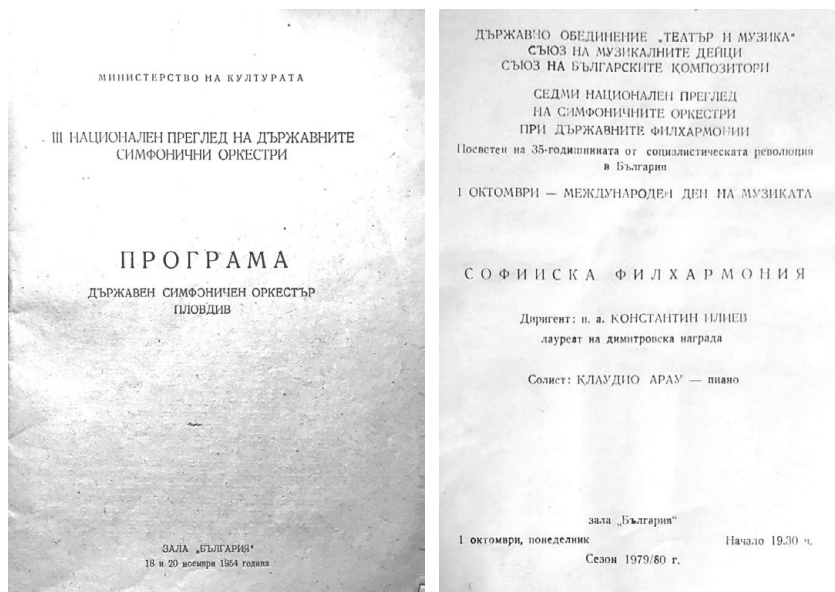 МИНИСТЕРСТВО НА КУЛТУРАТА
III НАЦИОНАЛЕН ПРЕГЛЕД НА ДЪРЖАВНИТЕ
СИМФОНИЧНИ ОРКЕСТРИ
ПРОГРАМА
ДЪРЖАВЕН СИМФОНИЧЕН ОРКЕСТЪР
ПЛОВДИВ
ЗАЛА „БЪЛГАРИЯ“
18 и 20 ноември 1954 година
ДЪРЖАВНО ОБЕДИНЕНИЕ „ТЕАТЪР И МУЗИКА“
СЪЮЗ НА МУЗИКАЛНИТЕ ДЕЙЦИ
СЪЮЗ НА БЪЛГАРСКИТЕ КОМПОЗИТОРИ
СЕДМИ НАЦИОНАЛЕН ПРЕГЛЕД
НА СИМФОНИЧНИТЕ ОРКЕСТРИ
ПРИ ДЪРЖАВНИТЕ ФИЛХАРМОНИИ
Посветен на 35-годишнината от социалистическата революция
в България
1 ОКТОМВРИ — МЕЖДУНАРОДЕН ДЕН НА МУЗИКАТА
СОФИЙСКА ФИЛХАРМОНИЯ
Диригент: н. а. КОНСТАНТИН ИЛИЕВ
лауреат на димитровска награда
Солист: КЛАУДИО АРАУ — пиано
зала „България“
1 октомври, понеделник Начало 19.30 ч.
Сезон 1979/80 г.